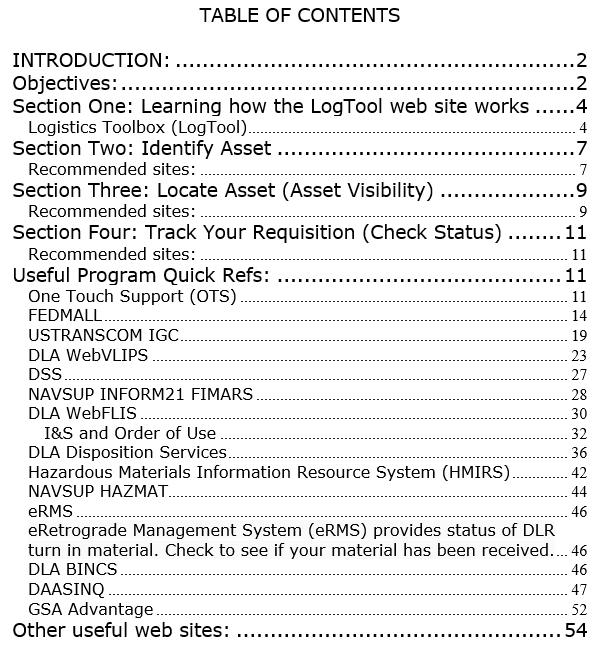 TABLE OF CONTENTS
INTRODUCTION: ..........................................................2
Objectives:..................................................................2
Section One: Learning how the LogTool web site works ......4
Logistics Toolbox (LogTool).......................................................... 4
Section Two: Identify Asset ...........................................7
Recommended sites: .......................................................... 7
Section Three: Locate Asset (Asset Visibility) ...................9
Recommended sites: .......................................................... 9
Section Four: Track Your Requisition (Check Status) ........11
Recommended sites: .......................................................... 11
Useful Program Quick Refs: .........................................11
One Touch Support (OTS) .......................................................... 11
FEDMALL.......................................................... 14
USTRANSCOM IGC.......................................................... 19
DLA WebVLIPS .......................................................... 23
DSS.......................................................... 27
NAVSUP INFORM21 FIMARS .......................................................... 28
DLA WebFLIS .......................................................... 30
I&S and Order of Use .......................................................... 32
DLA Disposition Services.......................................................... 36
Hazardous Materials Information Resource System (HMIRS)................ 42
NAVSUP HAZMAT.......................................................... 44
eRMS .......................................................... 46
eRetrograde Management System (eRMS) provides status of DLR
turn in material. Check to see if your material has been received.... 46
DLA BINCS .......................................................... 46
DAASINQ .......................................................... 47
GSA Advantage .......................................................... 52
Other useful web sites: ................................................54